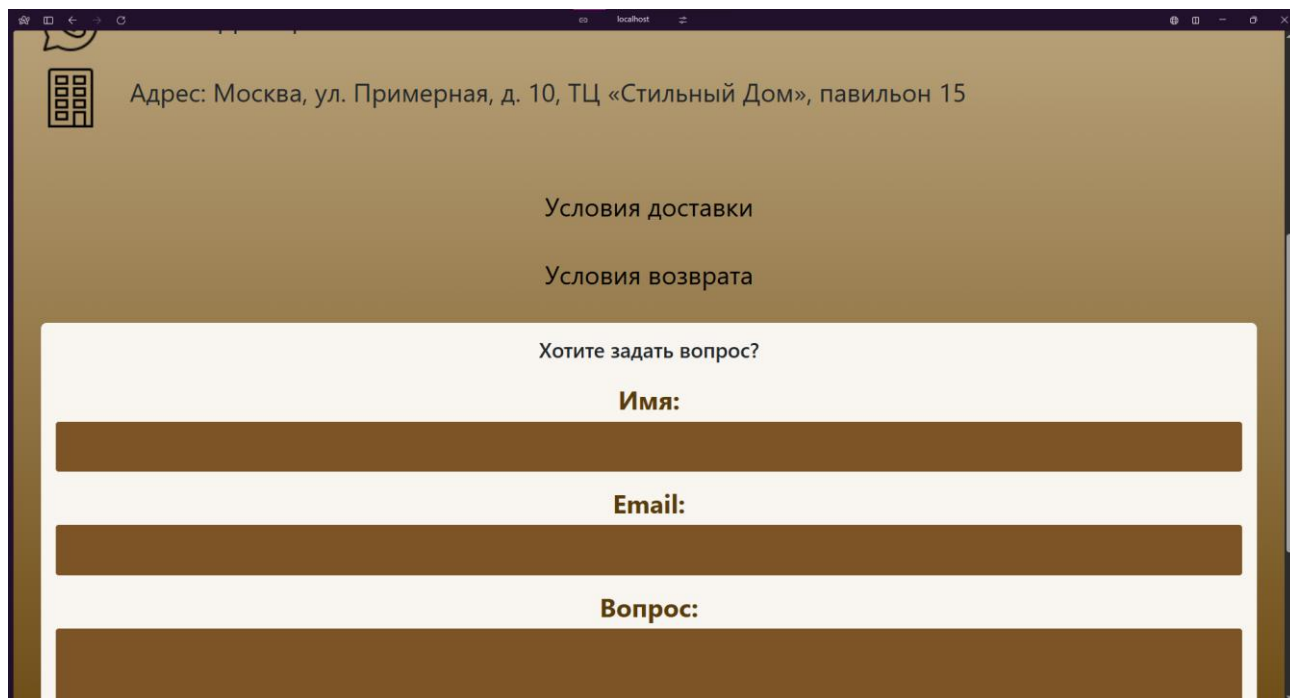 localhost
Адрес: Москва, ул. Примерная, д. 10, ТЦ «Стильный Дом», павильон 15
Условия доставки
Условия возврата
Хотите задать вопрос?
Имя:
Email:
Вопрос: